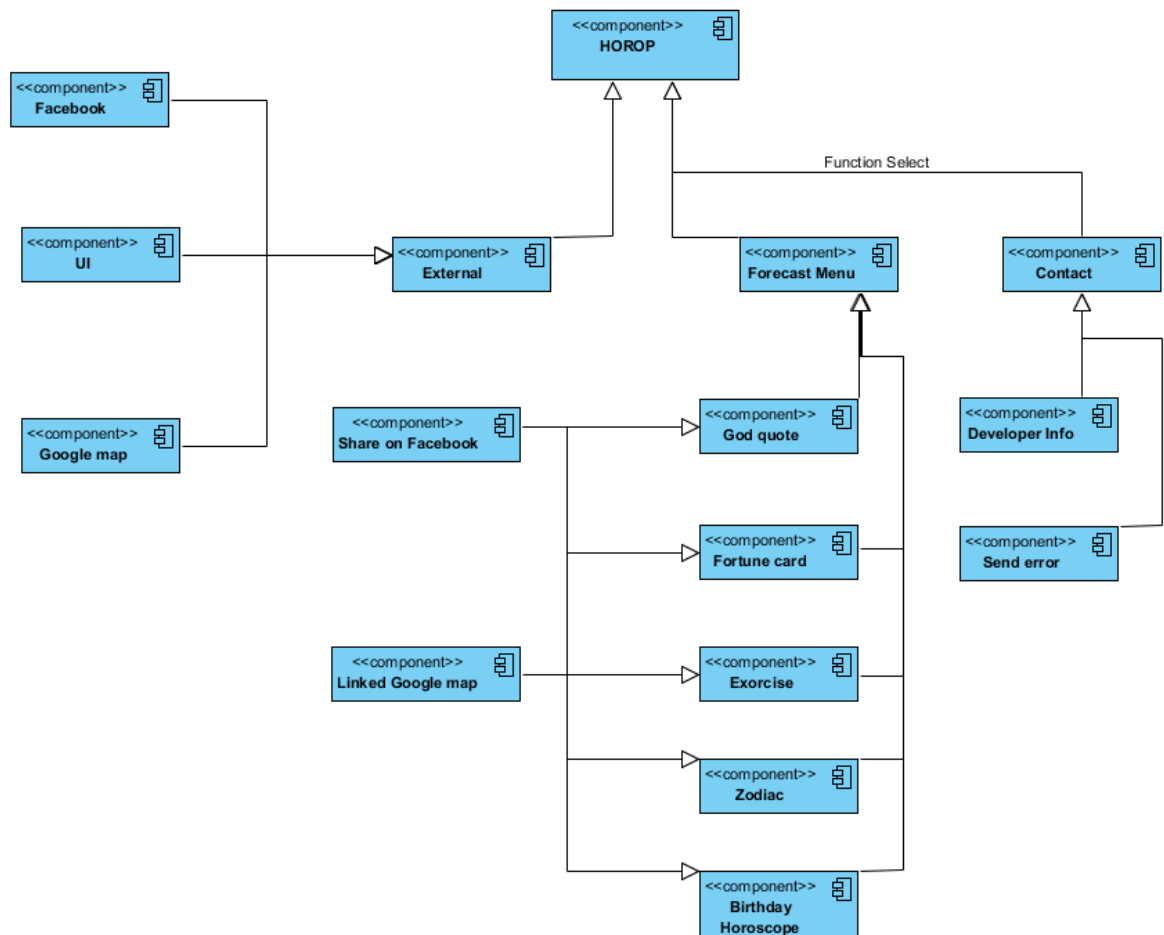 <<component>>
HOROP
<<component>>
Facebook
Function Select
<<component>>
UI
<<component>>
External
<<component>>
Forecast Menu
<<component>>
Contact
<<component>>
Google map
<<component>>
Share on Facebook
<<component>>
God quote
<<component>>
Developer Info
<<component>>
Fortune card
<<component>>
Send error
<<component>>
Linked Google map
<<component>>
Exorcise
<<component>>
Zodiac
<<component>>
Birthday
Horoscope